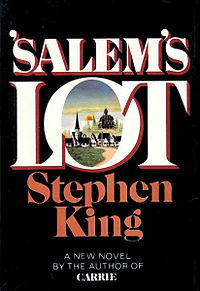 'SALEM'S
LOT
Stephen
King
A NEW NOVEL
BY THE AUTHOR OF
CARRIE